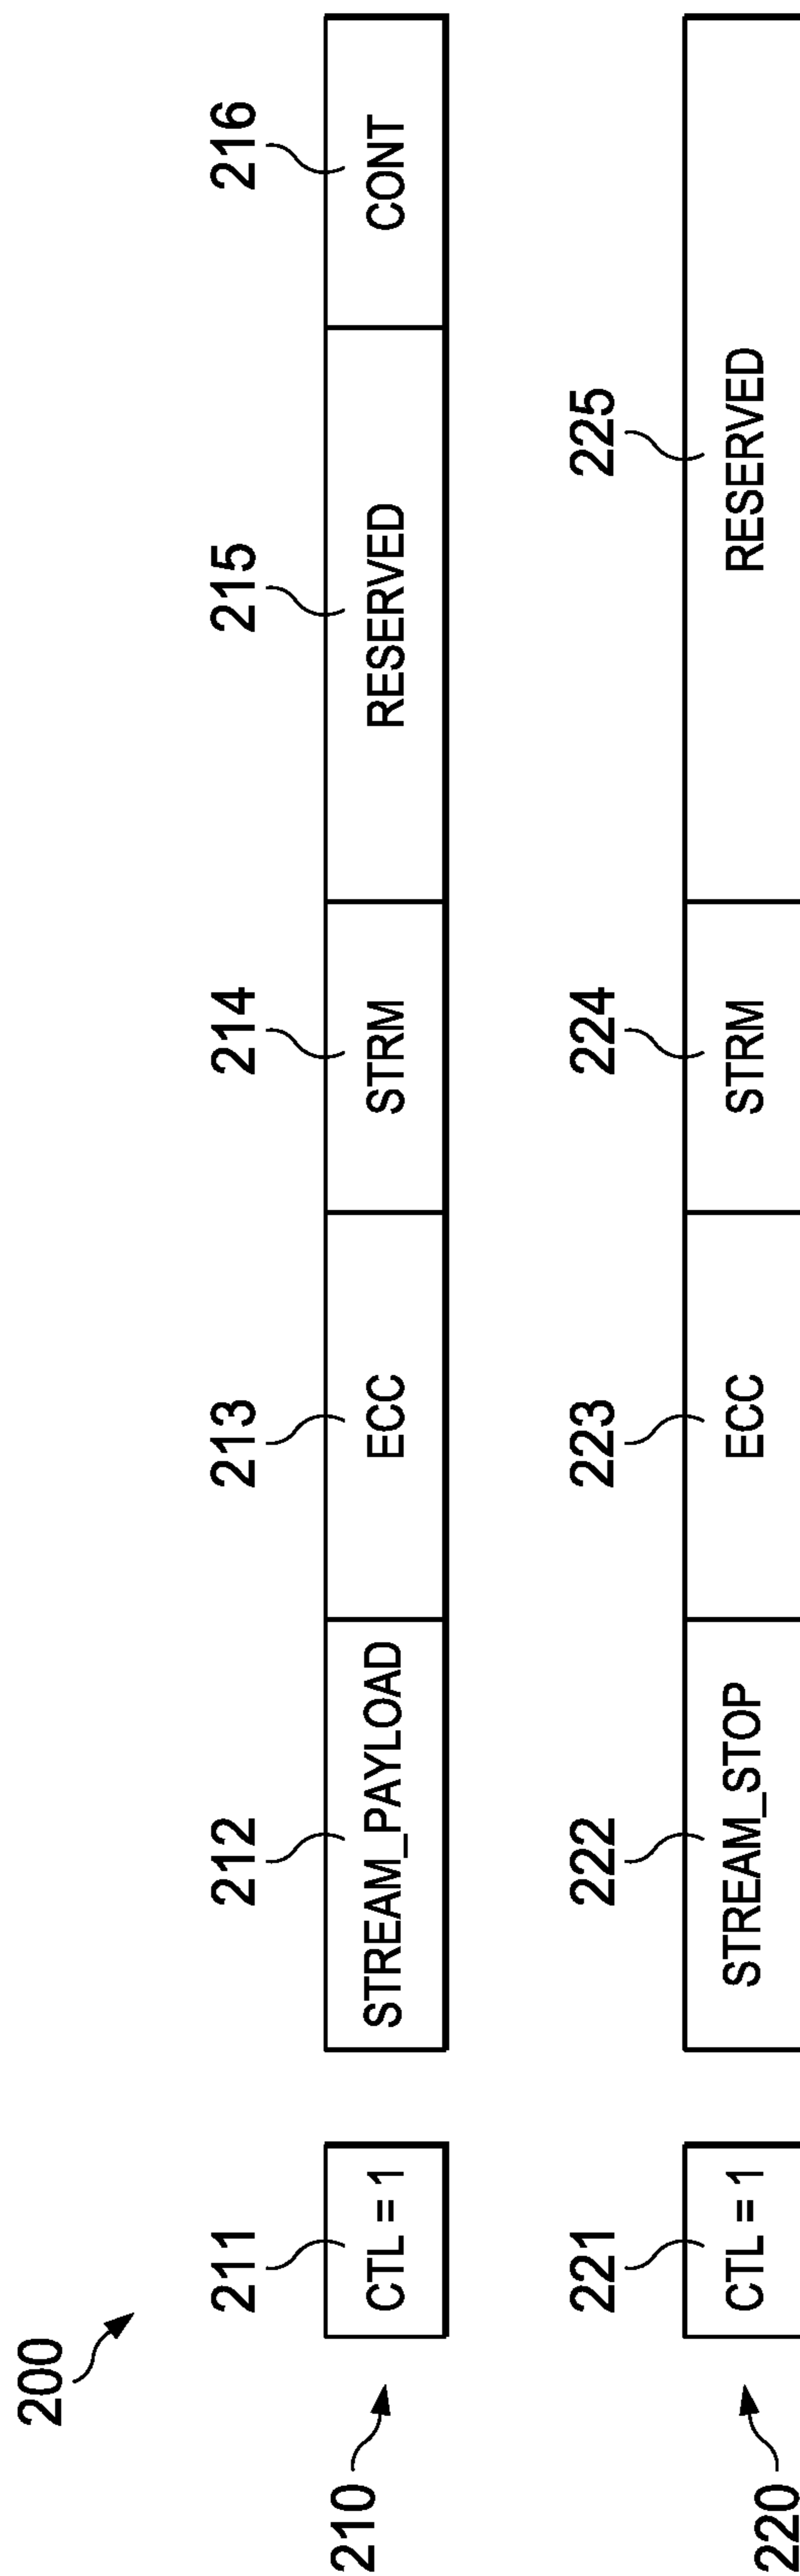 200
211 212 213 214 215 216
210 CTL = 1 STREAM_PAYLOAD ECC STRM RESERVED CONT
221 222 223 224 225
220 CTL = 1 STREAM_STOP ECC STRM RESERVED